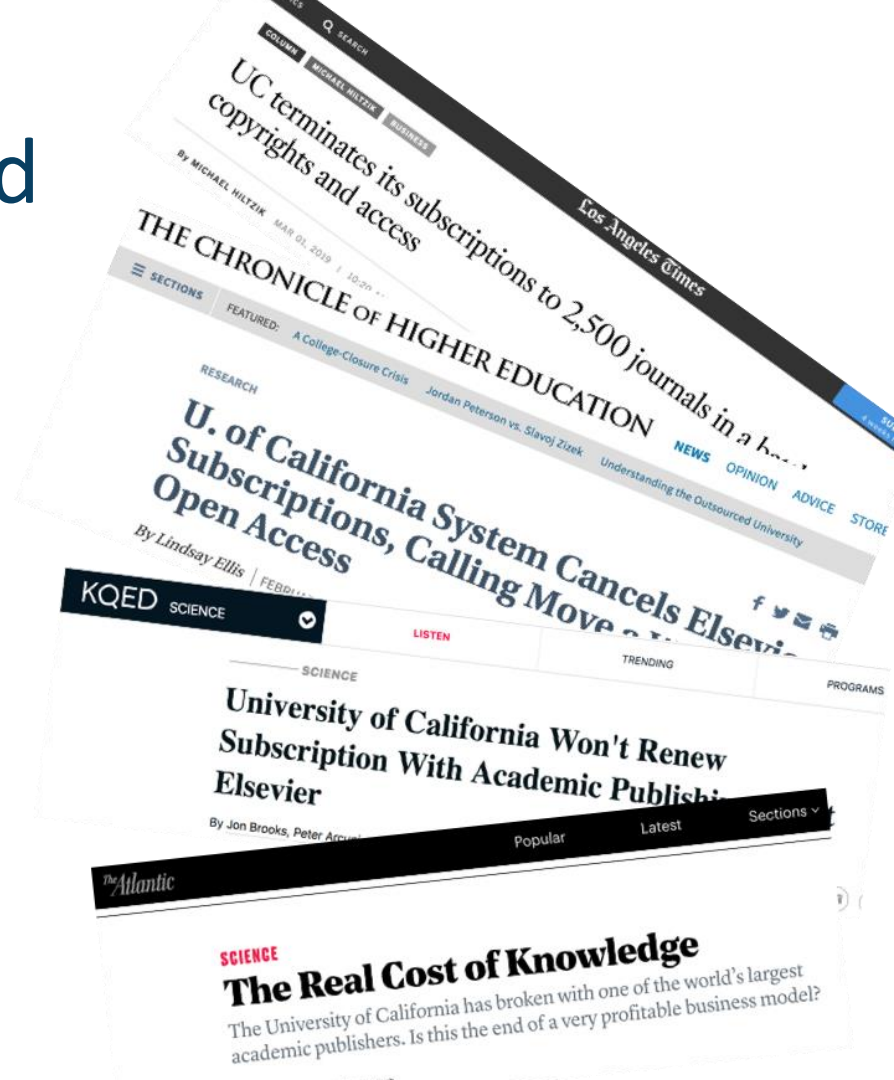 d
SEARCH
COLUMN
MICHAEL HILTZIK
BUSINESS
Los Angeles Times
UC terminates its subscriptions to 2,500 journals in a
copyrights and access
By MICHAEL HILTZIK
MAR 01, 2019 | 10:20
THE CHRONICLE OF HIGHER EDUCATION
SECTIONS
FEATURED:
A College-Closure Crisis
Jordan Peterson vs. Slavoj Zizek
Understanding the Outsourced University
NEWS
OPINION
ADVICE
STORE
RESEARCH
U. of California System Cancels Elsevie
Subscriptions, Calling Move a
Open Access
By Lindsay Ellis
KQED SCIENCE
LISTEN
TRENDING
PROGRAMS
SCIENCE
University of California Won't Renew
Subscription With Academic Publishi
Elsevier
By Jon Brooks, Peter
The Atlantic
Popular
Latest
Sections
SCIENCE
The Real Cost of Knowledge
The University of California has broken with one of the world's largest
academic publishers. Is this the end of a very profitable business model?